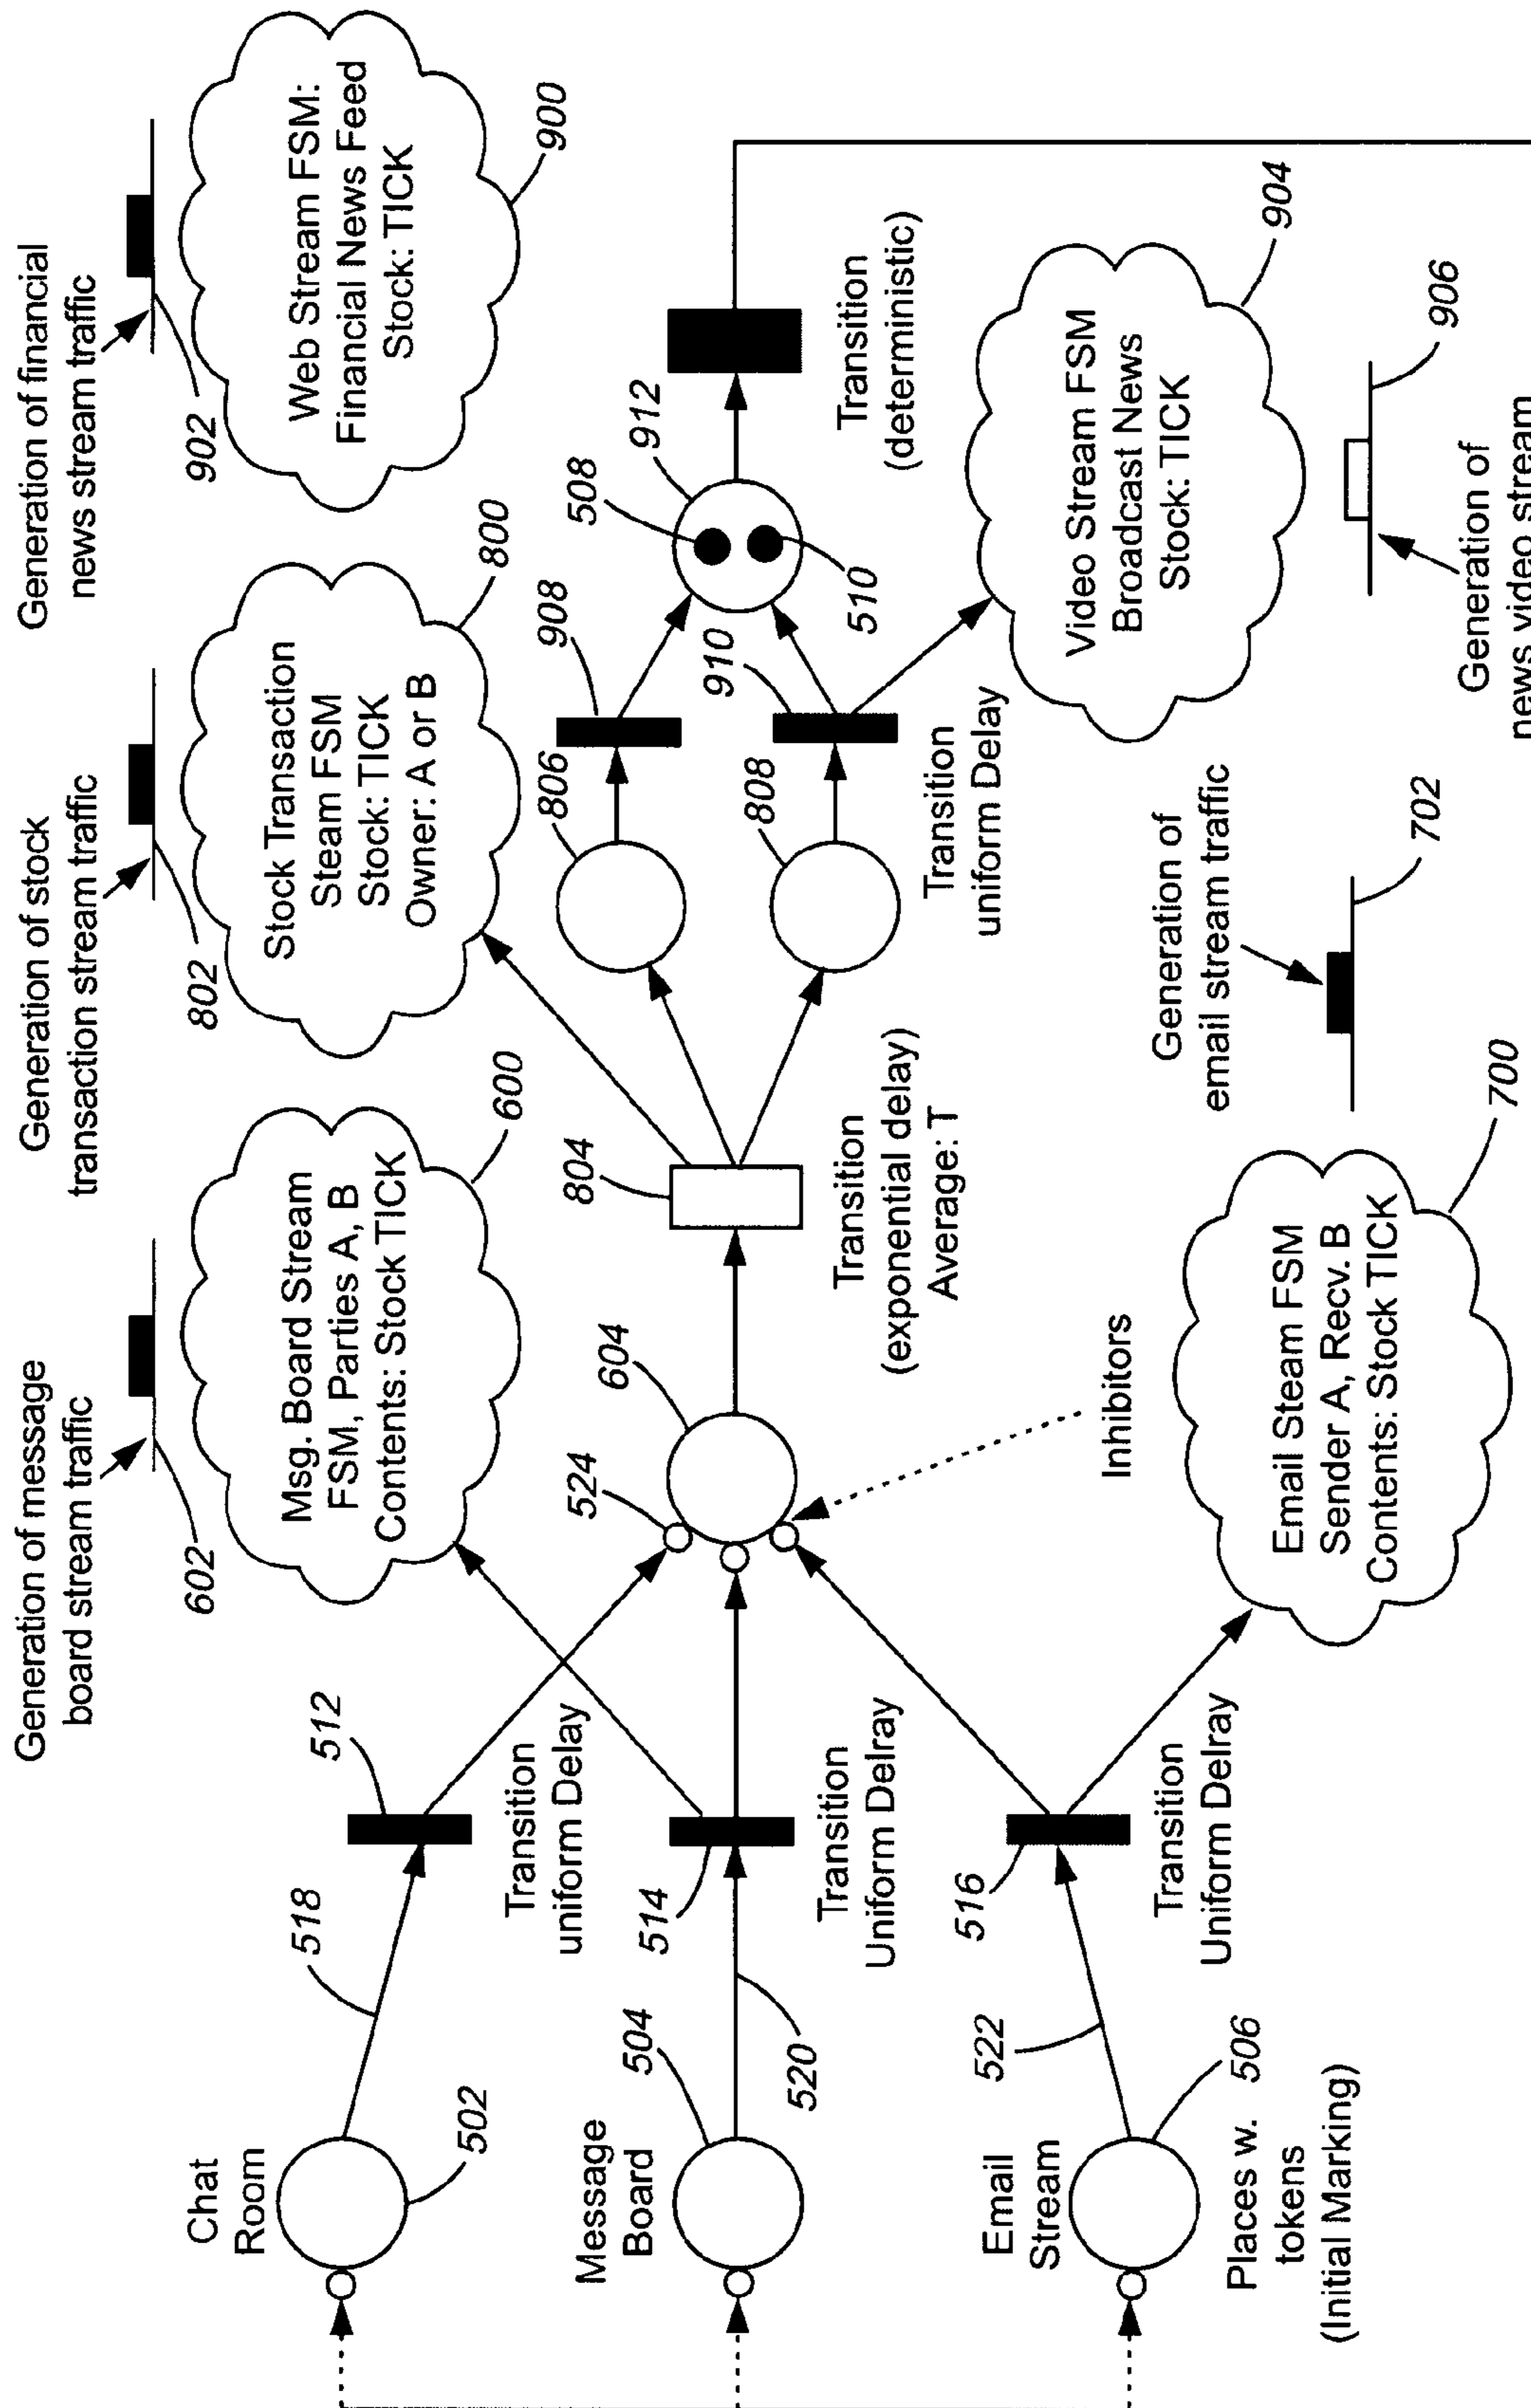 Generation of message
board stream traffic
602
Generation of stock
transaction stream traffic
802
Generation of financial
news stream traffic
902
Msg. Board Stream
FSM, Parties A, B
Contents: Stock TICK
600
Stock Transaction
Steam FSM
Stock: TICK
Owner: A or B
800
Web Stream FSM:
Financial News Feed
Stock: TICK
900
Chat
Room
502
518
512
Transition
uniform Delay
Message
Board
504
520
514
Transition
Uniform Delray
524
604
804
Transition
(exponential delay)
Average: T
806
808
908
910
Transition
uniform Delay
508
510
912
Transition
(deterministic)
Email
Stream
506
Places w.
tokens
(Initial Marking)
522
516
Transition
Uniform Delray
Inhibitors
Email Steam FSM
Sender A, Recv. B
Contents: Stock TICK
700
Generation of
email stream traffic
702
Video Stream FSM
Broadcast News
Stock: TICK
904
906
Generation of
news video stream